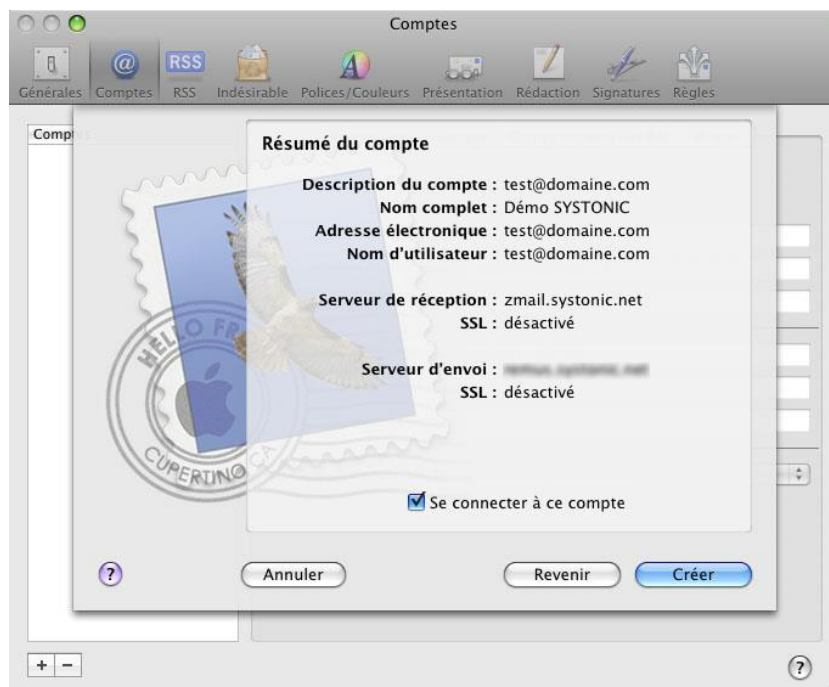 Comptes
Générales Comptes RSS Indésirable Polices/Couleurs Présentation Rédaction Signatures Règles
RSS
Résumé du compte
Description du compte : test@domaine.com
Nom complet : Démo SYSTONIC
Adresse électronique : test@domaine.com
Nom d'utilisateur : test@domaine.com
Serveur de réception : zmail.systonic.net
SSL : désactivé
Serveur d'envoi :
SSL : désactivé
HELLO FR
CUPERTINO CA
Se connecter à ce compte
? Annuler Revenir Créer
+ − ?